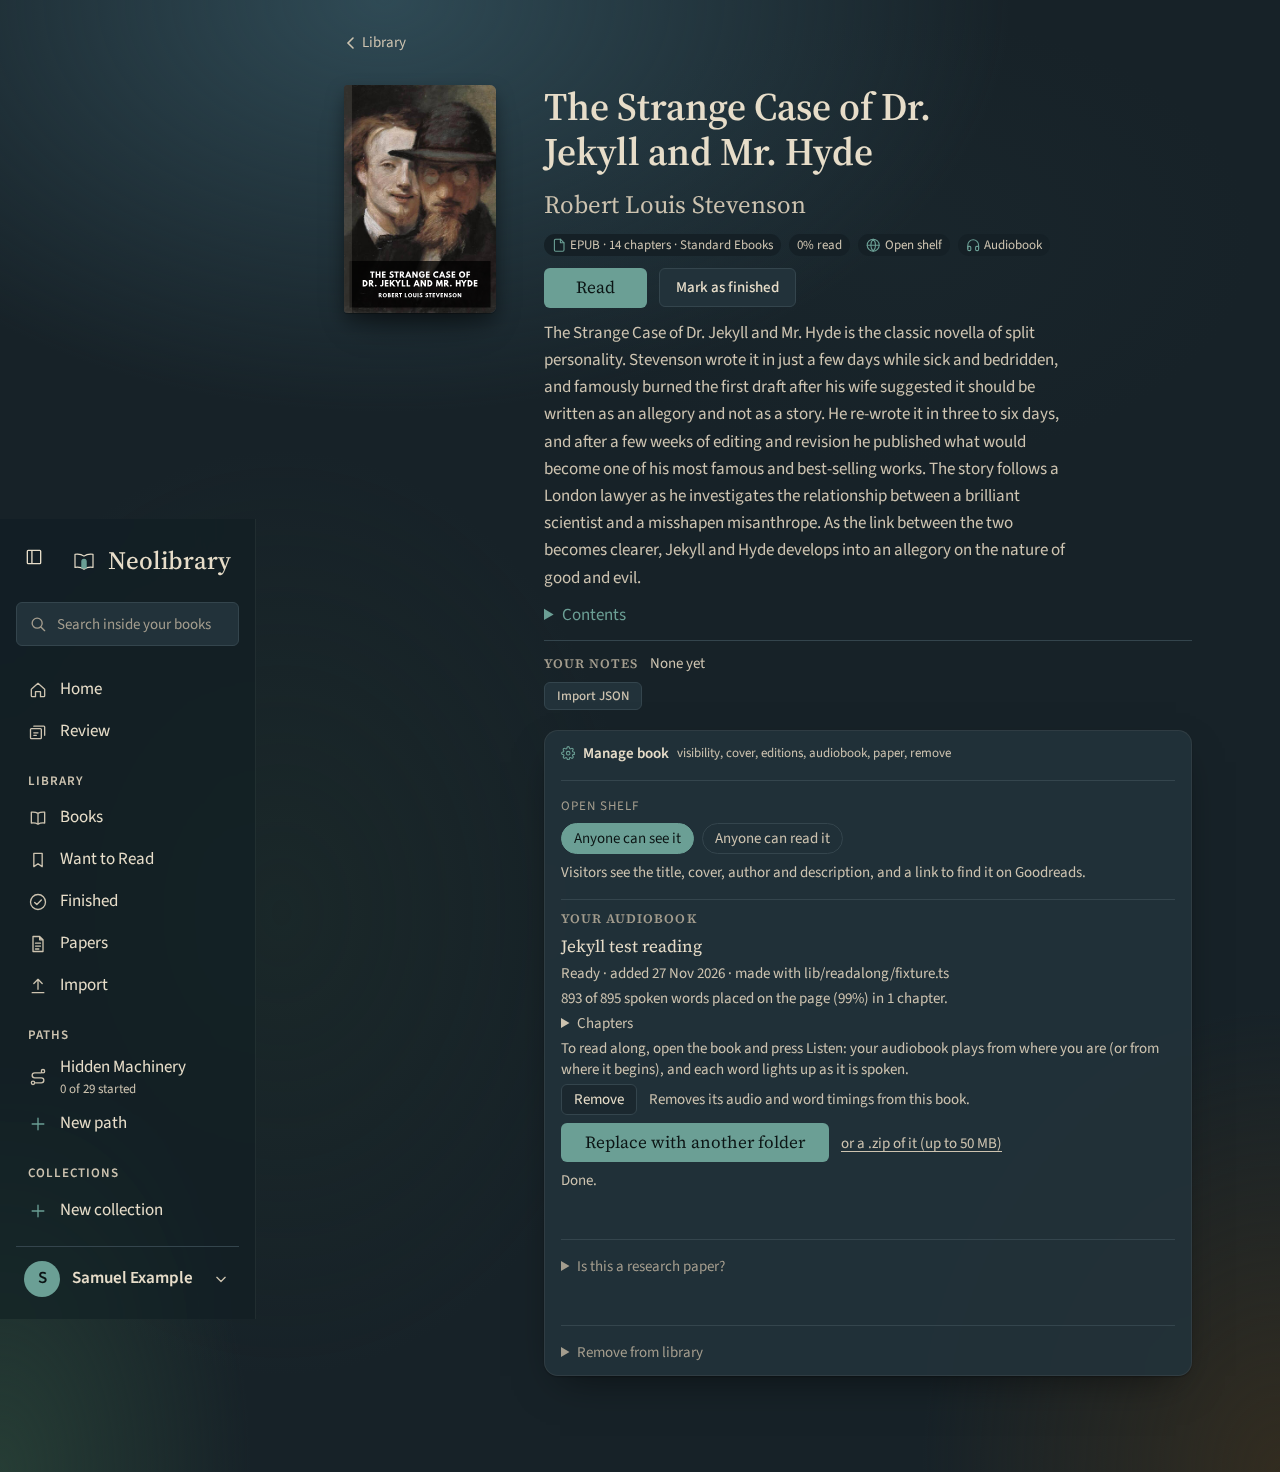 Library
THE STRANGE CASE OF
DR. JEKYLL AND MR. HYDE
ROBERT LOUIS STEVENSON
The Strange Case of Dr.
Jekyll and Mr. Hyde
Robert Louis Stevenson
EPUB · 14 chapters · Standard Ebooks
0% read
Open shelf
Audiobook
Read
Mark as finished
The Strange Case of Dr. Jekyll and Mr. Hyde is the classic novella of split
personality. Stevenson wrote it in just a few days while sick and bedridden,
and famously burned the first draft after his wife suggested it should be
written as an allegory and not as a story. He re-wrote it in three to six days,
and after a few weeks of editing and revision he published what would
become one of his most famous and best-selling works. The story follows a
London lawyer as he investigates the relationship between a brilliant
scientist and a misshapen misanthrope. As the link between the two
becomes clearer, Jekyll and Hyde develops into an allegory on the nature of
good and evil.
Contents
YOUR NOTES None yet
Import JSON
Manage book visibility, cover, editions, audiobook, paper, remove
OPEN SHELF
Anyone can see it
Anyone can read it
Visitors see the title, cover, author and description, and a link to find it on Goodreads.
YOUR AUDIOBOOK
Jekyll test reading
Ready · added 27 Nov 2026 · made with lib/readalong/fixture.ts
893 of 895 spoken words placed on the page (99%) in 1 chapter.
Chapters
To read along, open the book and press Listen: your audiobook plays from where you are (or from
where it begins), and each word lights up as it is spoken.
Remove
Removes its audio and word timings from this book.
Replace with another folder
or a .zip of it (up to 50 MB)
Done.
Is this a research paper?
Remove from library
Neolibrary
Search inside your books
Home
Review
LIBRARY
Books
Want to Read
Finished
Papers
Import
PATHS
Hidden Machinery
0 of 29 started
New path
COLLECTIONS
New collection
S
Samuel Example